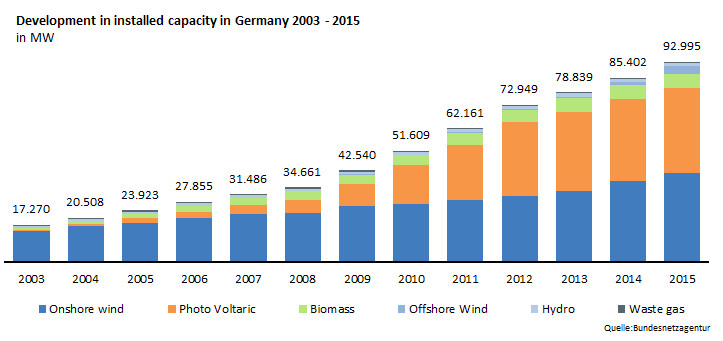 Development in installed capacity in Germany 2003 - 2015
in MW
17.270
20.508
23.923
27.855
31.486
34.661
42.540
51.609
62.161
72.949
78.839
85.402
92.995
2003 2004 2005 2006 2007 2008 2009 2010 2011 2012 2013 2014 2015
Onshore wind Photo Voltaric Biomass Offshore Wind Hydro Waste gas
Quelle:Bundesnetzagentur